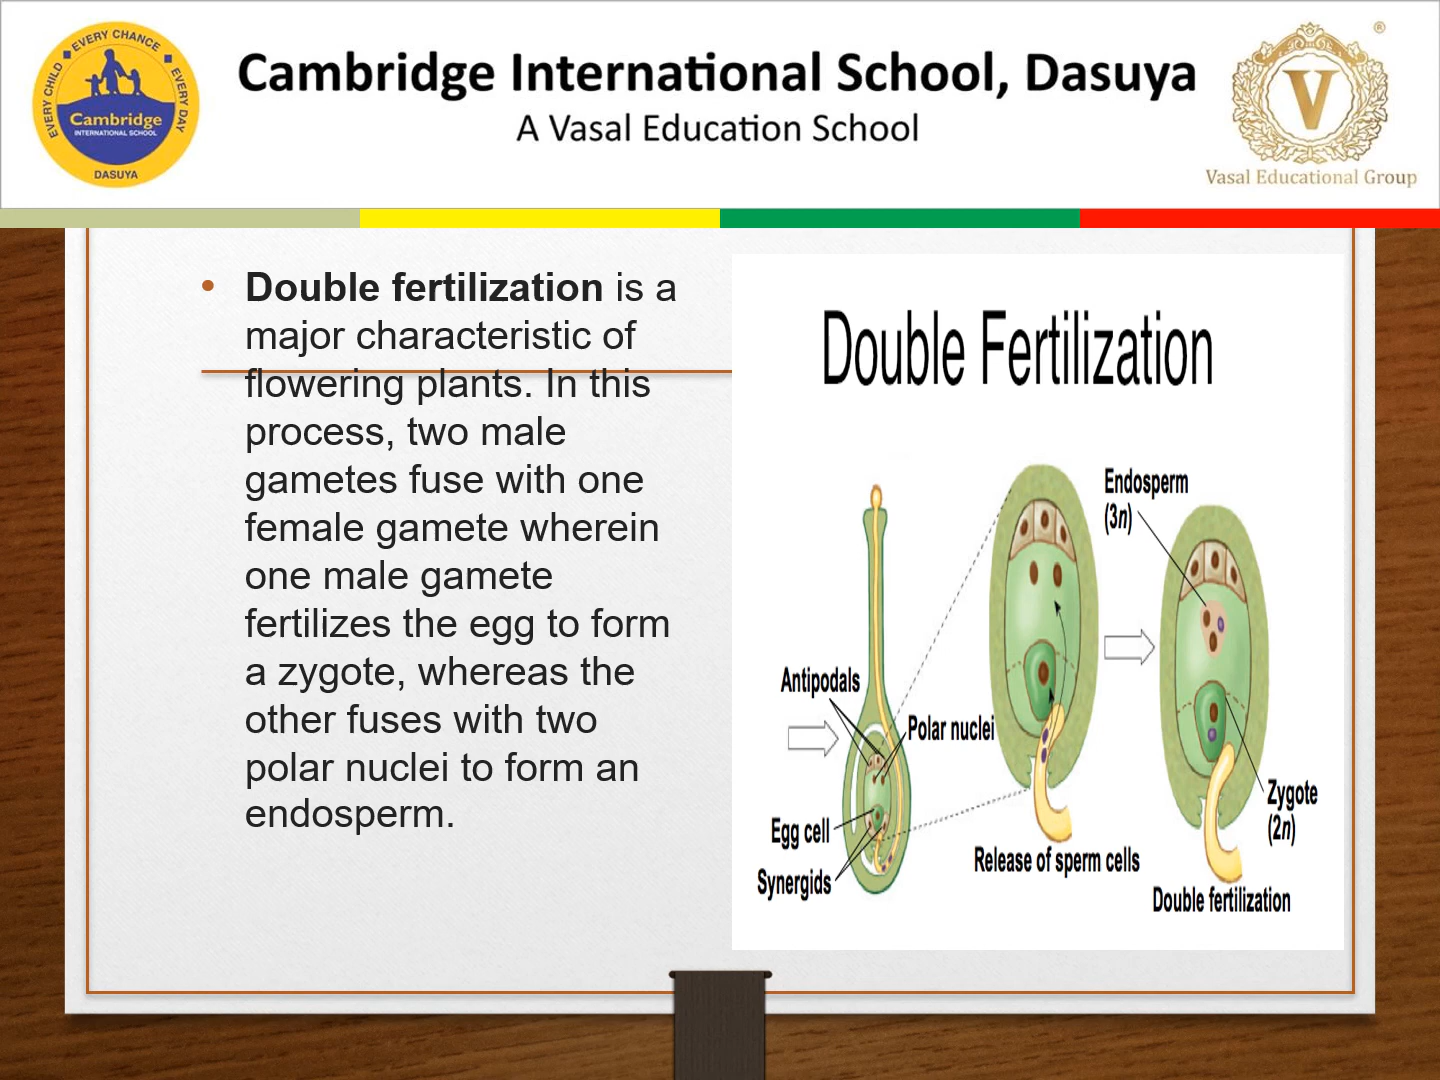 EVERY CHILD ▪ EVERY CHANCE ▪ EVERY DAY
Cambridge
INTERNATIONAL SCHOOL
DASUYA
Cambridge International School, Dasuya
A Vasal Education School
®
V
Vasal Educational Group
• Double fertilization is a
major characteristic of
flowering plants. In this
process, two male
gametes fuse with one
female gamete wherein
one male gamete
fertilizes the egg to form
a zygote, whereas the
other fuses with two
polar nuclei to form an
endosperm.
Double Fertilization
Endosperm
(3n)
Antipodals
Polar nuclei
Egg cell
Synergids
Release of sperm cells
Zygote
(2n)
Double fertilization